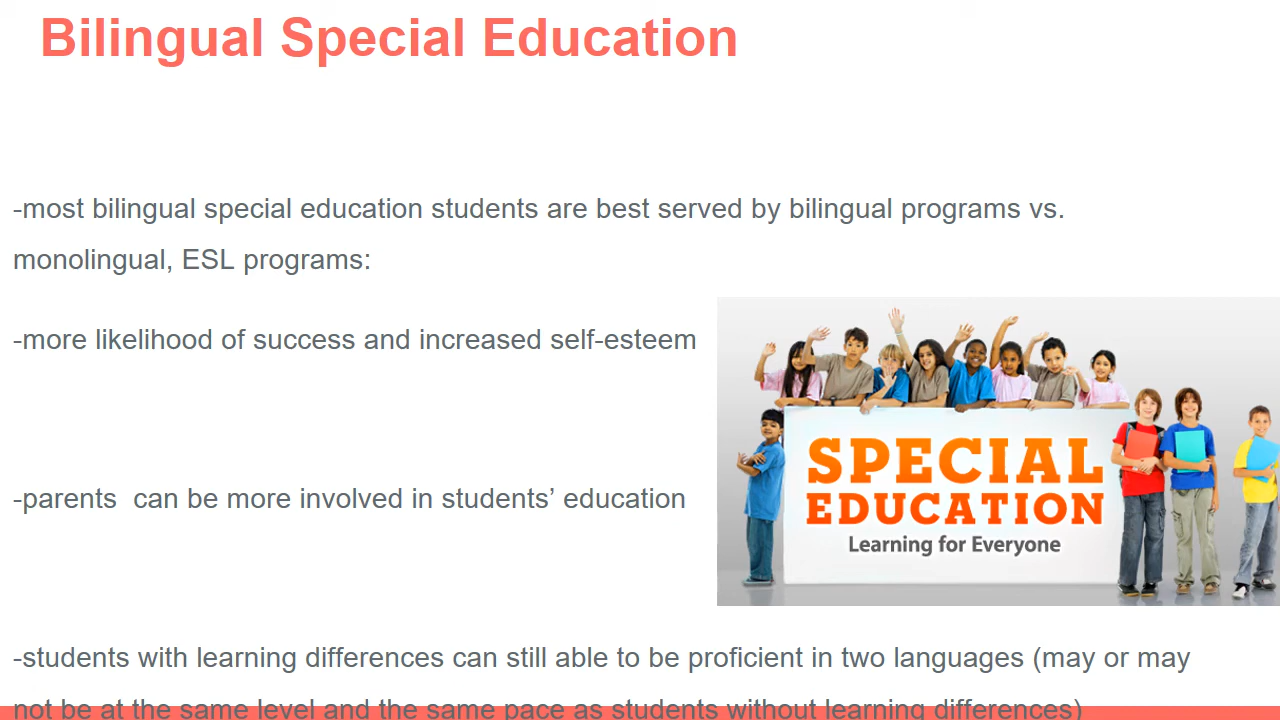 Bilingual Special Education
-most bilingual special education students are best served by bilingual programs vs.
monolingual, ESL programs:
-more likelihood of success and increased self-esteem
SPECIAL
EDUCATION
Learning for Everyone
-parents  can be more involved in students’ education
-students with learning differences can still able to be proficient in two languages (may or may
not be at the same level and the same pace as students without learning differences)